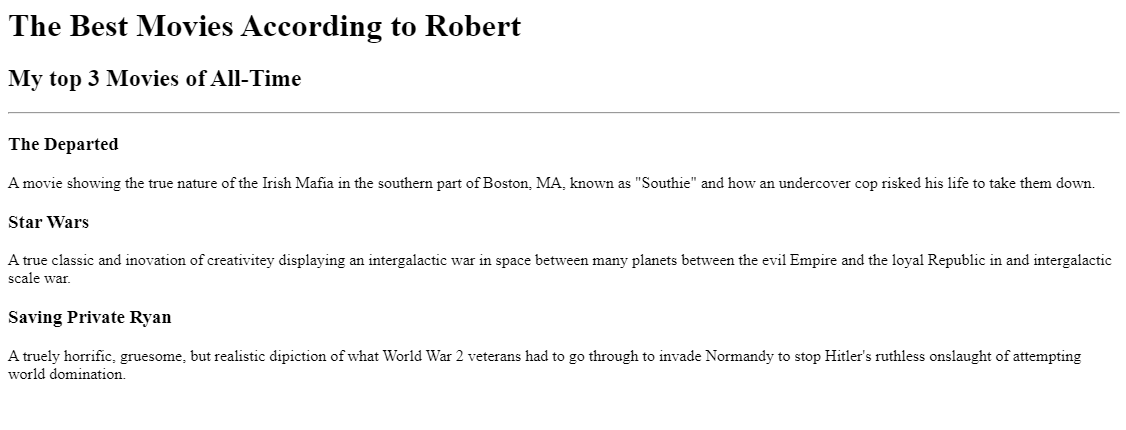 The Best Movies According to Robert
My top 3 Movies of All-Time
The Departed
A movie showing the true nature of the Irish Mafia in the southern part of Boston, MA, known as "Southie" and how an undercover cop risked his life to take them down.
Star Wars
A true classic and inovation of creativitey displaying an intergalactic war in space between many planets between the evil Empire and the loyal Republic in and intergalactic
scale war.
Saving Private Ryan
A truely horrific, gruesome, but realistic dipiction of what World War 2 veterans had to go through to invade Normandy to stop Hitler's ruthless onslaught of attempting
world domination.